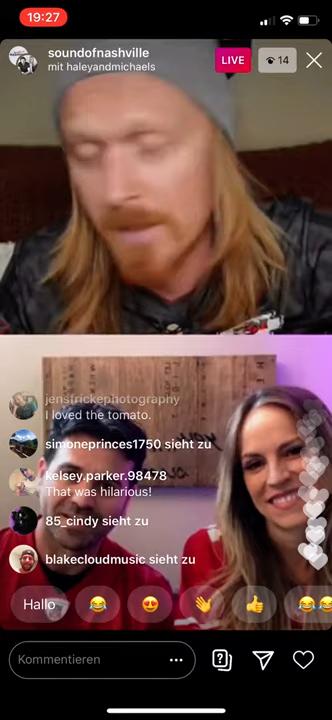 19:27
soundofnashville
mit haleyandmichaels
LIVE
14
jensfrickephotography
I loved the tomato.
simoneprinces1750 sieht zu
kelsey.parker.98478
That was hilarious!
85_cindy sieht zu
blakecloudmusic sieht zu
Hallo
Kommentieren